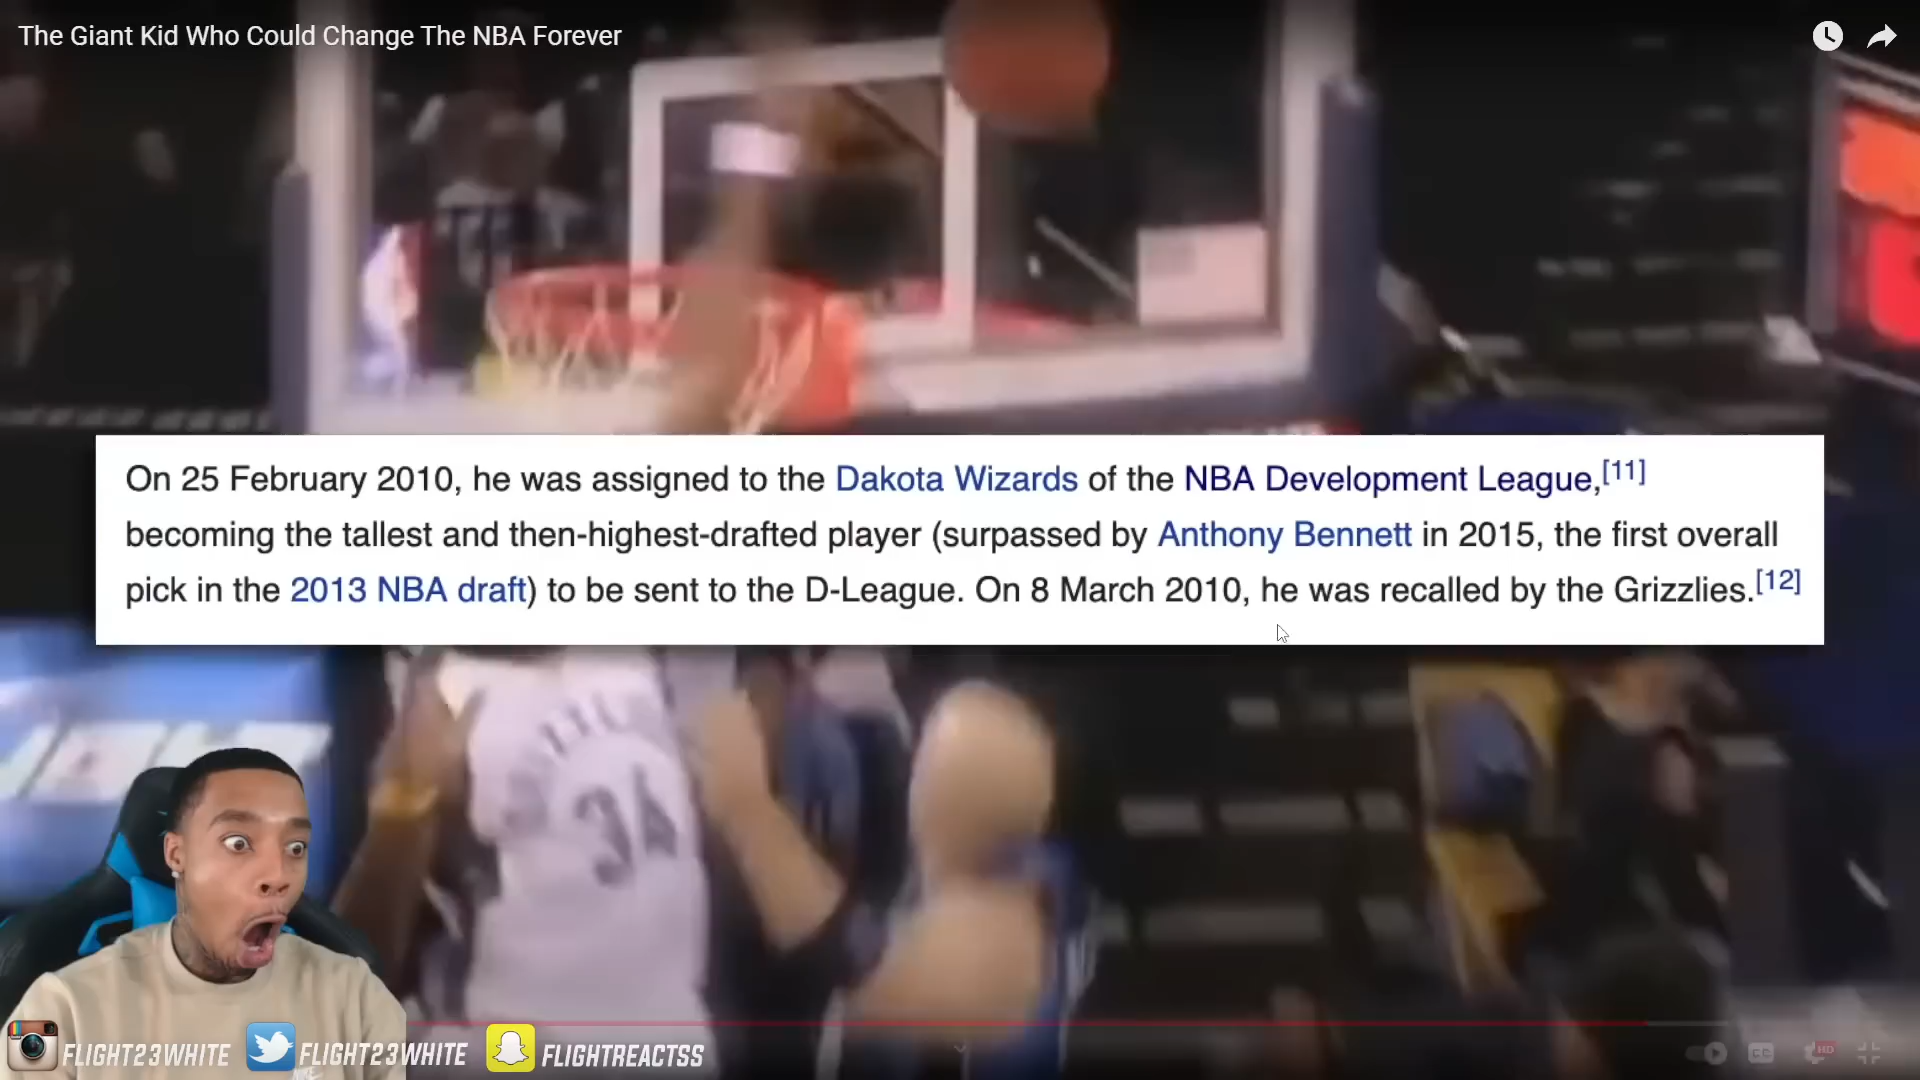 The Giant Kid Who Could Change The NBA Forever
On 25 February 2010, he was assigned to the Dakota Wizards of the NBA Development League,[11]
becoming the tallest and then-highest-drafted player (surpassed by Anthony Bennett in 2015, the first overall
pick in the 2013 NBA draft) to be sent to the D-League. On 8 March 2010, he was recalled by the Grizzlies.[12]
34
FLIGHT23WHITE FLIGHT23WHITE FLIGHTREACTSS
CC HD